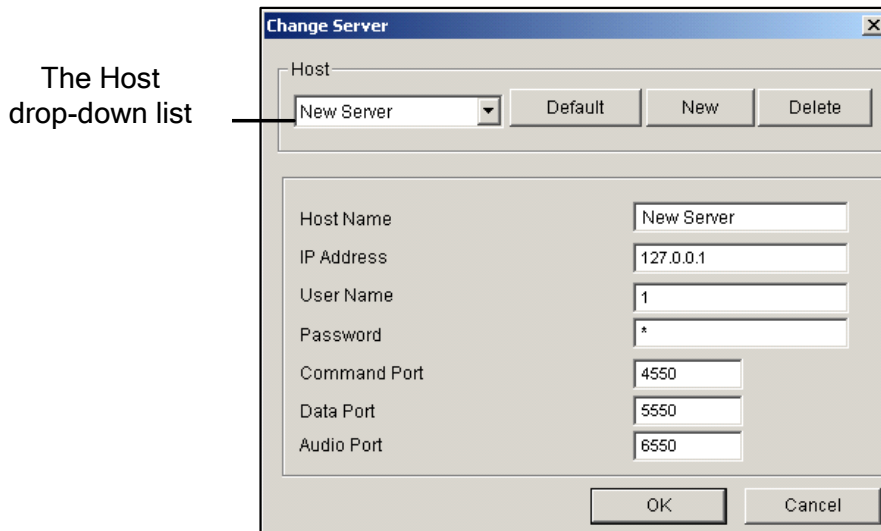 Change Server
The Host
drop-down list
Host
New Server
Default
New
Delete
Host Name
New Server
IP Address
127.0.0.1
User Name
1
Password
*
Command Port
4550
Data Port
5550
Audio Port
6550
OK
Cancel